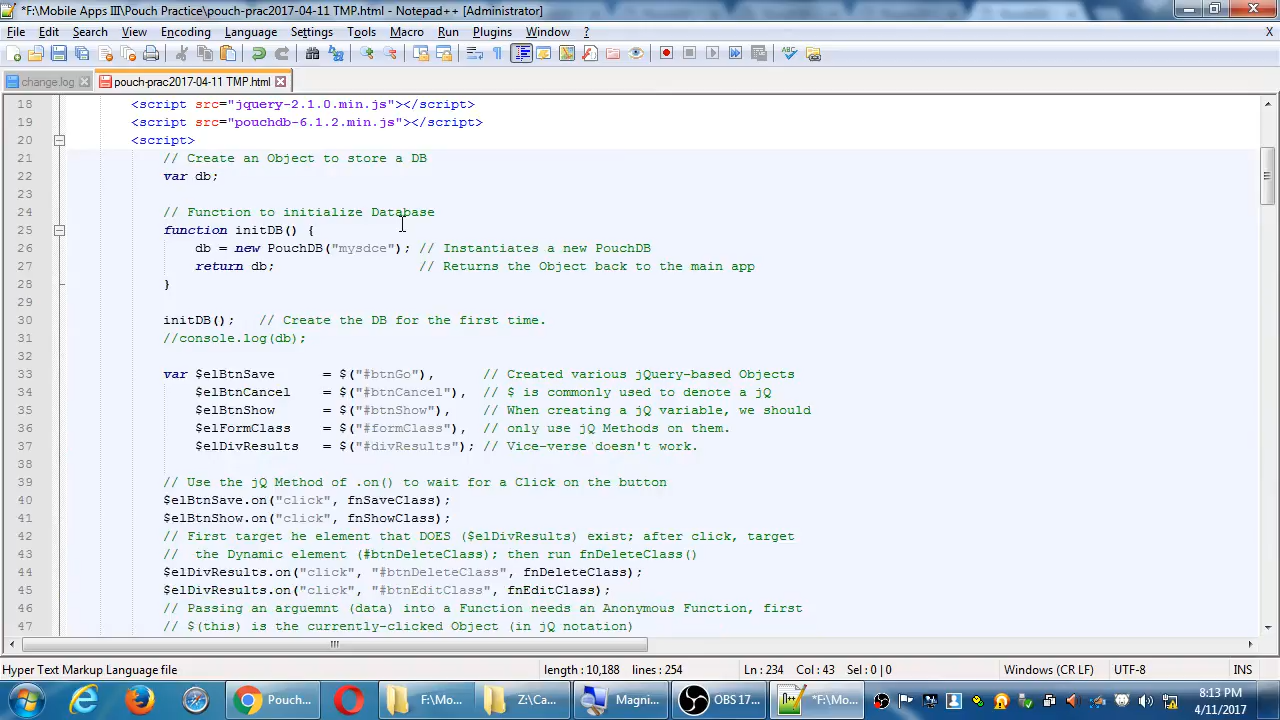 *F:\Mobile Apps III\Pouch Practice\pouch-prac2017-04-11 TMP.html - Notepad++ [Administrator]
File Edit Search View Encoding Language Settings Tools Macro Run Plugins Window ? X
change.log pouch-prac2017-04-11 TMP.html
18 <script src="jquery-2.1.0.min.js"></script>
19 <script src="pouchdb-6.1.2.min.js"></script>
20 <script>
21 // Create an Object to store a DB
22 var db;
23
24 // Function to initialize Database
25 function initDB() {
26 db = new PouchDB("mysdce"); // Instantiates a new PouchDB
27 return db; // Returns the Object back to the main app
28 }
29
30 initDB(); // Create the DB for the first time.
31 //console.log(db);
32
33 var $elBtnSave = $("#btnGo"), // Created various jQuery-based Objects
34 $elBtnCancel = $("#btnCancel"), // $ is commonly used to denote a jQ
35 $elBtnShow = $("#btnShow"), // When creating a jQ variable, we should
36 $elFormClass = $("#formClass"), // only use jQ Methods on them.
37 $elDivResults = $("#divResults"); // Vice-verse doesn't work.
38
39 // Use the jQ Method of .on() to wait for a Click on the button
40 $elBtnSave.on("click", fnSaveClass);
41 $elBtnShow.on("click", fnShowClass);
42 // First target he element that DOES ($elDivResults) exist; after click, target
43 // the Dynamic element (#btnDeleteClass); then run fnDeleteClass()
44 $elDivResults.on("click", "#btnDeleteClass", fnDeleteClass);
45 $elDivResults.on("click", "#btnEditClass", fnEditClass);
46 // Passing an arguemnt (data) into a Function needs an Anonymous Function, first
47 // $(this) is the currently-clicked Object (in jQ notation)
Hyper Text Markup Language file length : 10,188 lines : 254 Ln : 234 Col : 43 Sel : 0 | 0 Windows (CR LF) UTF-8 INS
Pouch... F:\Mo... Z:\Ca... Magni... OBS 17... *F:\Mo... 8:13 PM
4/11/2017